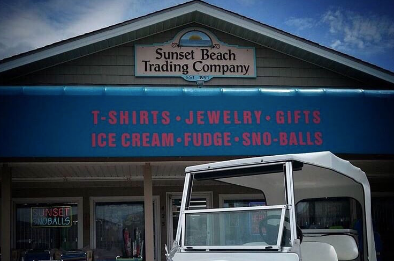 Sunset Beach
Trading Company
T-SHIRTS • JEWELRY • GIFTS
ICE CREAM • FUDGE • SNO-BALLS